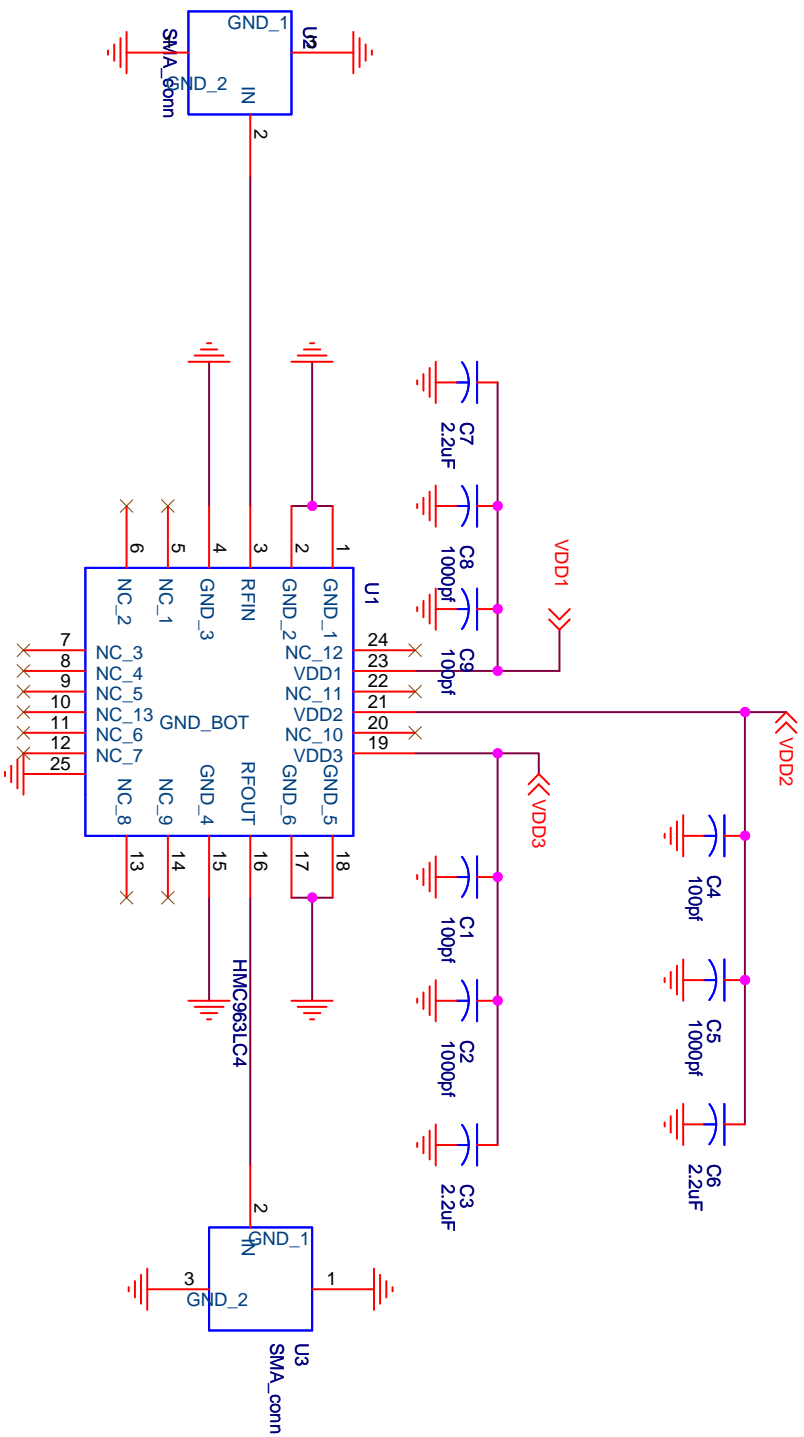 GND_1
U2
3
SMA_conn
GND_2
IN
2
C7
2.2uF
C8
1000pf
C9
100pf
VDD1
6
5
4
3
2
1
U1
NC_2
NC_1
GND_3
RFIN
GND_2
GND_1
7
NC_3
8
NC_4
9
NC_5
10
NC_13
11
NC_6
12
NC_7
25
GND_BOT
24
NC_12
23
VDD1
22
NC_11
21
VDD2
20
NC_10
19
VDD3
NC_8
NC_9
GND_4
RFOUT
GND_6
GND_5
13
14
15
16
17
18
VDD2
VDD3
C4
100pf
C1
100pf
C5
1000pf
C2
1000pf
C6
2.2uF
C3
2.2uF
HMC963LC4
2
GND_1
IN
3
1
GND_2
U3
SMA_conn